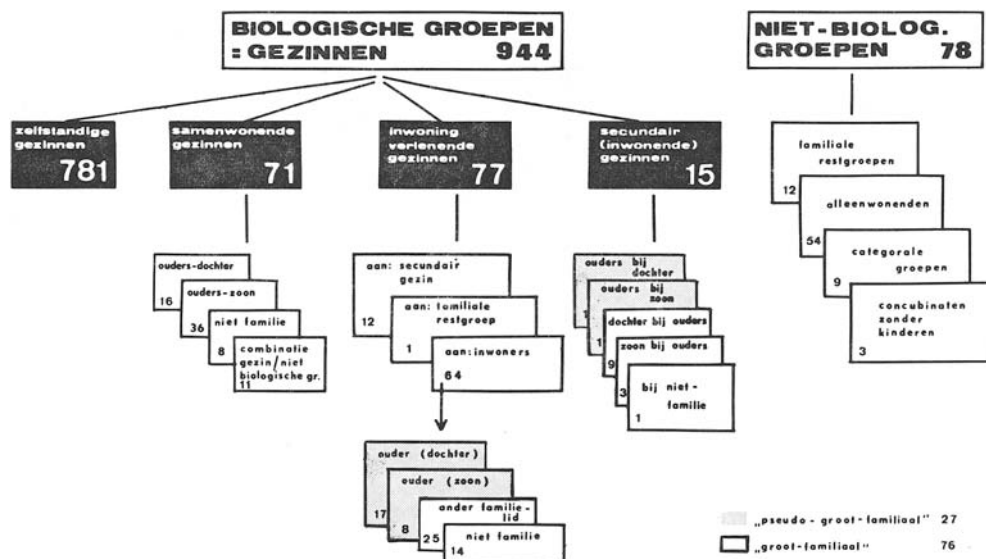 BIOLOGISCHE GROEPEN
= GEZINNEN 944
NIET-BIOLOG.
GROEPEN 78
zelfstandige
gezinnen
781
samenwonende
gezinnen
71
inwoning
verlenende
gezinnen
77
secundair
(inwonende)
gezinnen
15
familiale
restgroepen
12
alleenwonenden
54
categorale
groepen
9
concubinaten
zonder
kinderen
3
ouders-dochter
16
ouders-zoon
36
niet familie
8
combinatie
gezin/niet
biologische gr.
11
aan: secundair
gezin
12
aan: familiale
restgroep
1
aan: inwoners
64
ouders bij
dochter
1
ouders bij
zoon
1
dochter bij ouders
9
zoon bij ouders
3
bij niet-
familie
1
ouder (dochter)
17
ouder (zoon)
8
ander familie-
lid
25
niet familie
14
„pseudo-groot-familiaal" 27
„groot-familiaal" 76